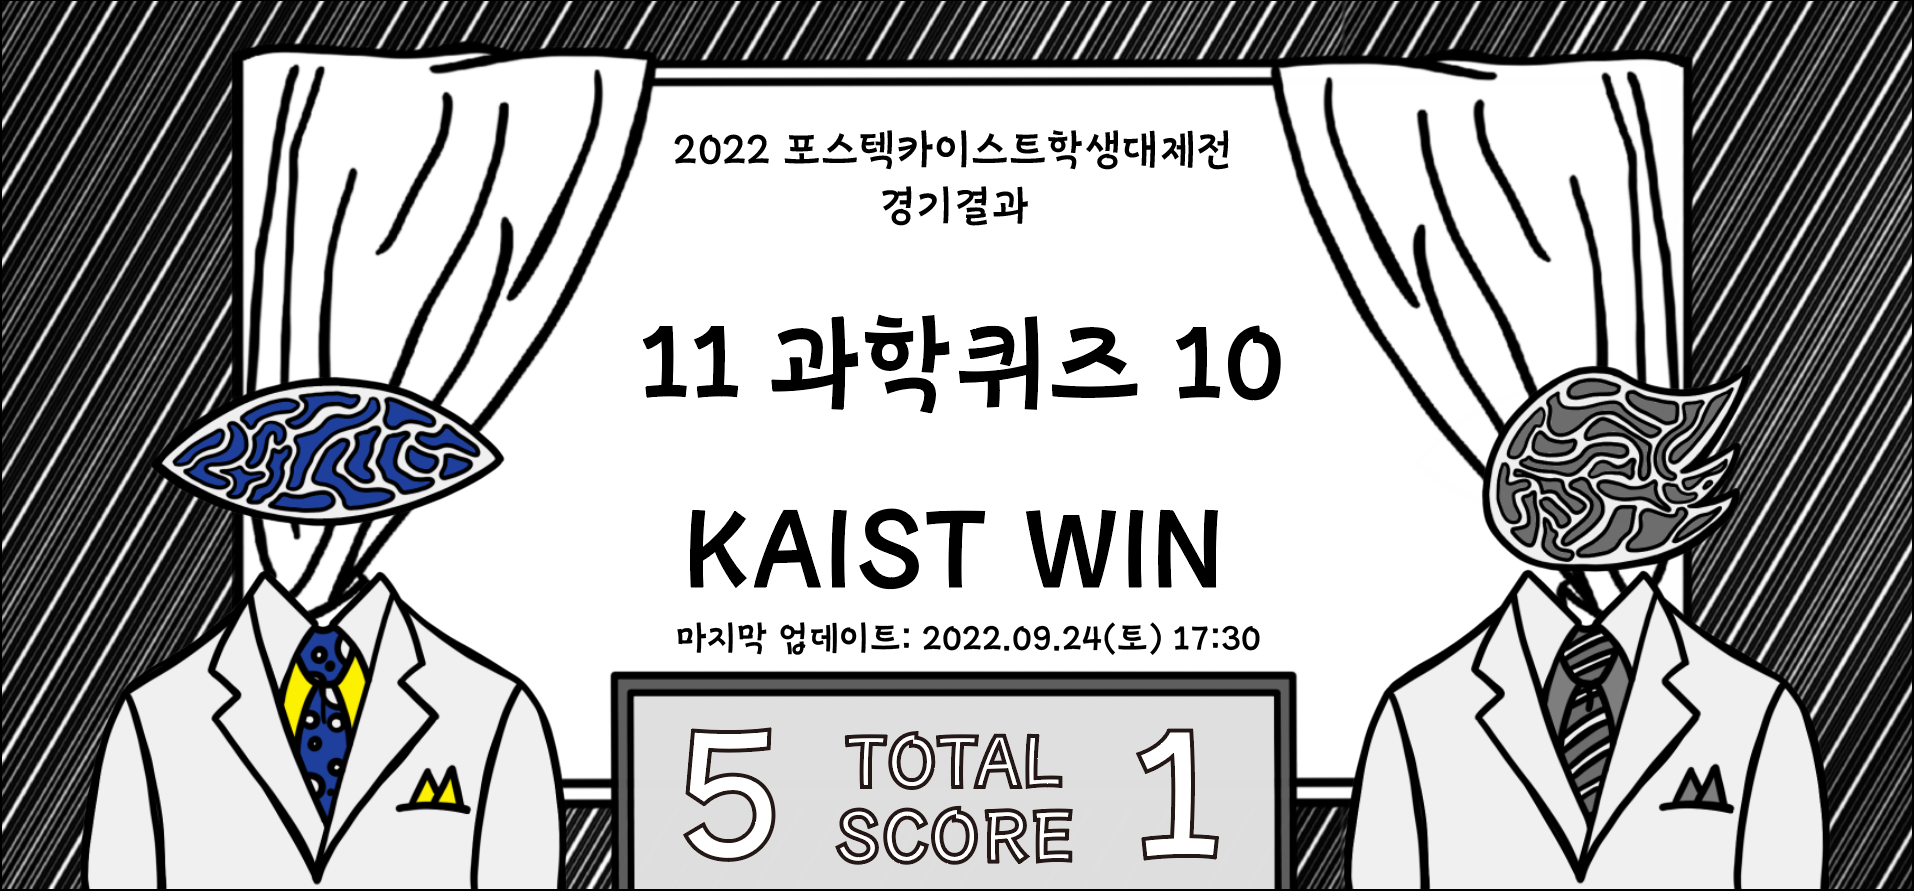 2022 포스텍카이스트학생대제전
경기결과
11 과학퀴즈 10
KAIST WIN
마지막 업데이트: 2022.09.24(토) 17:30
5 TOTAL SCORE 1